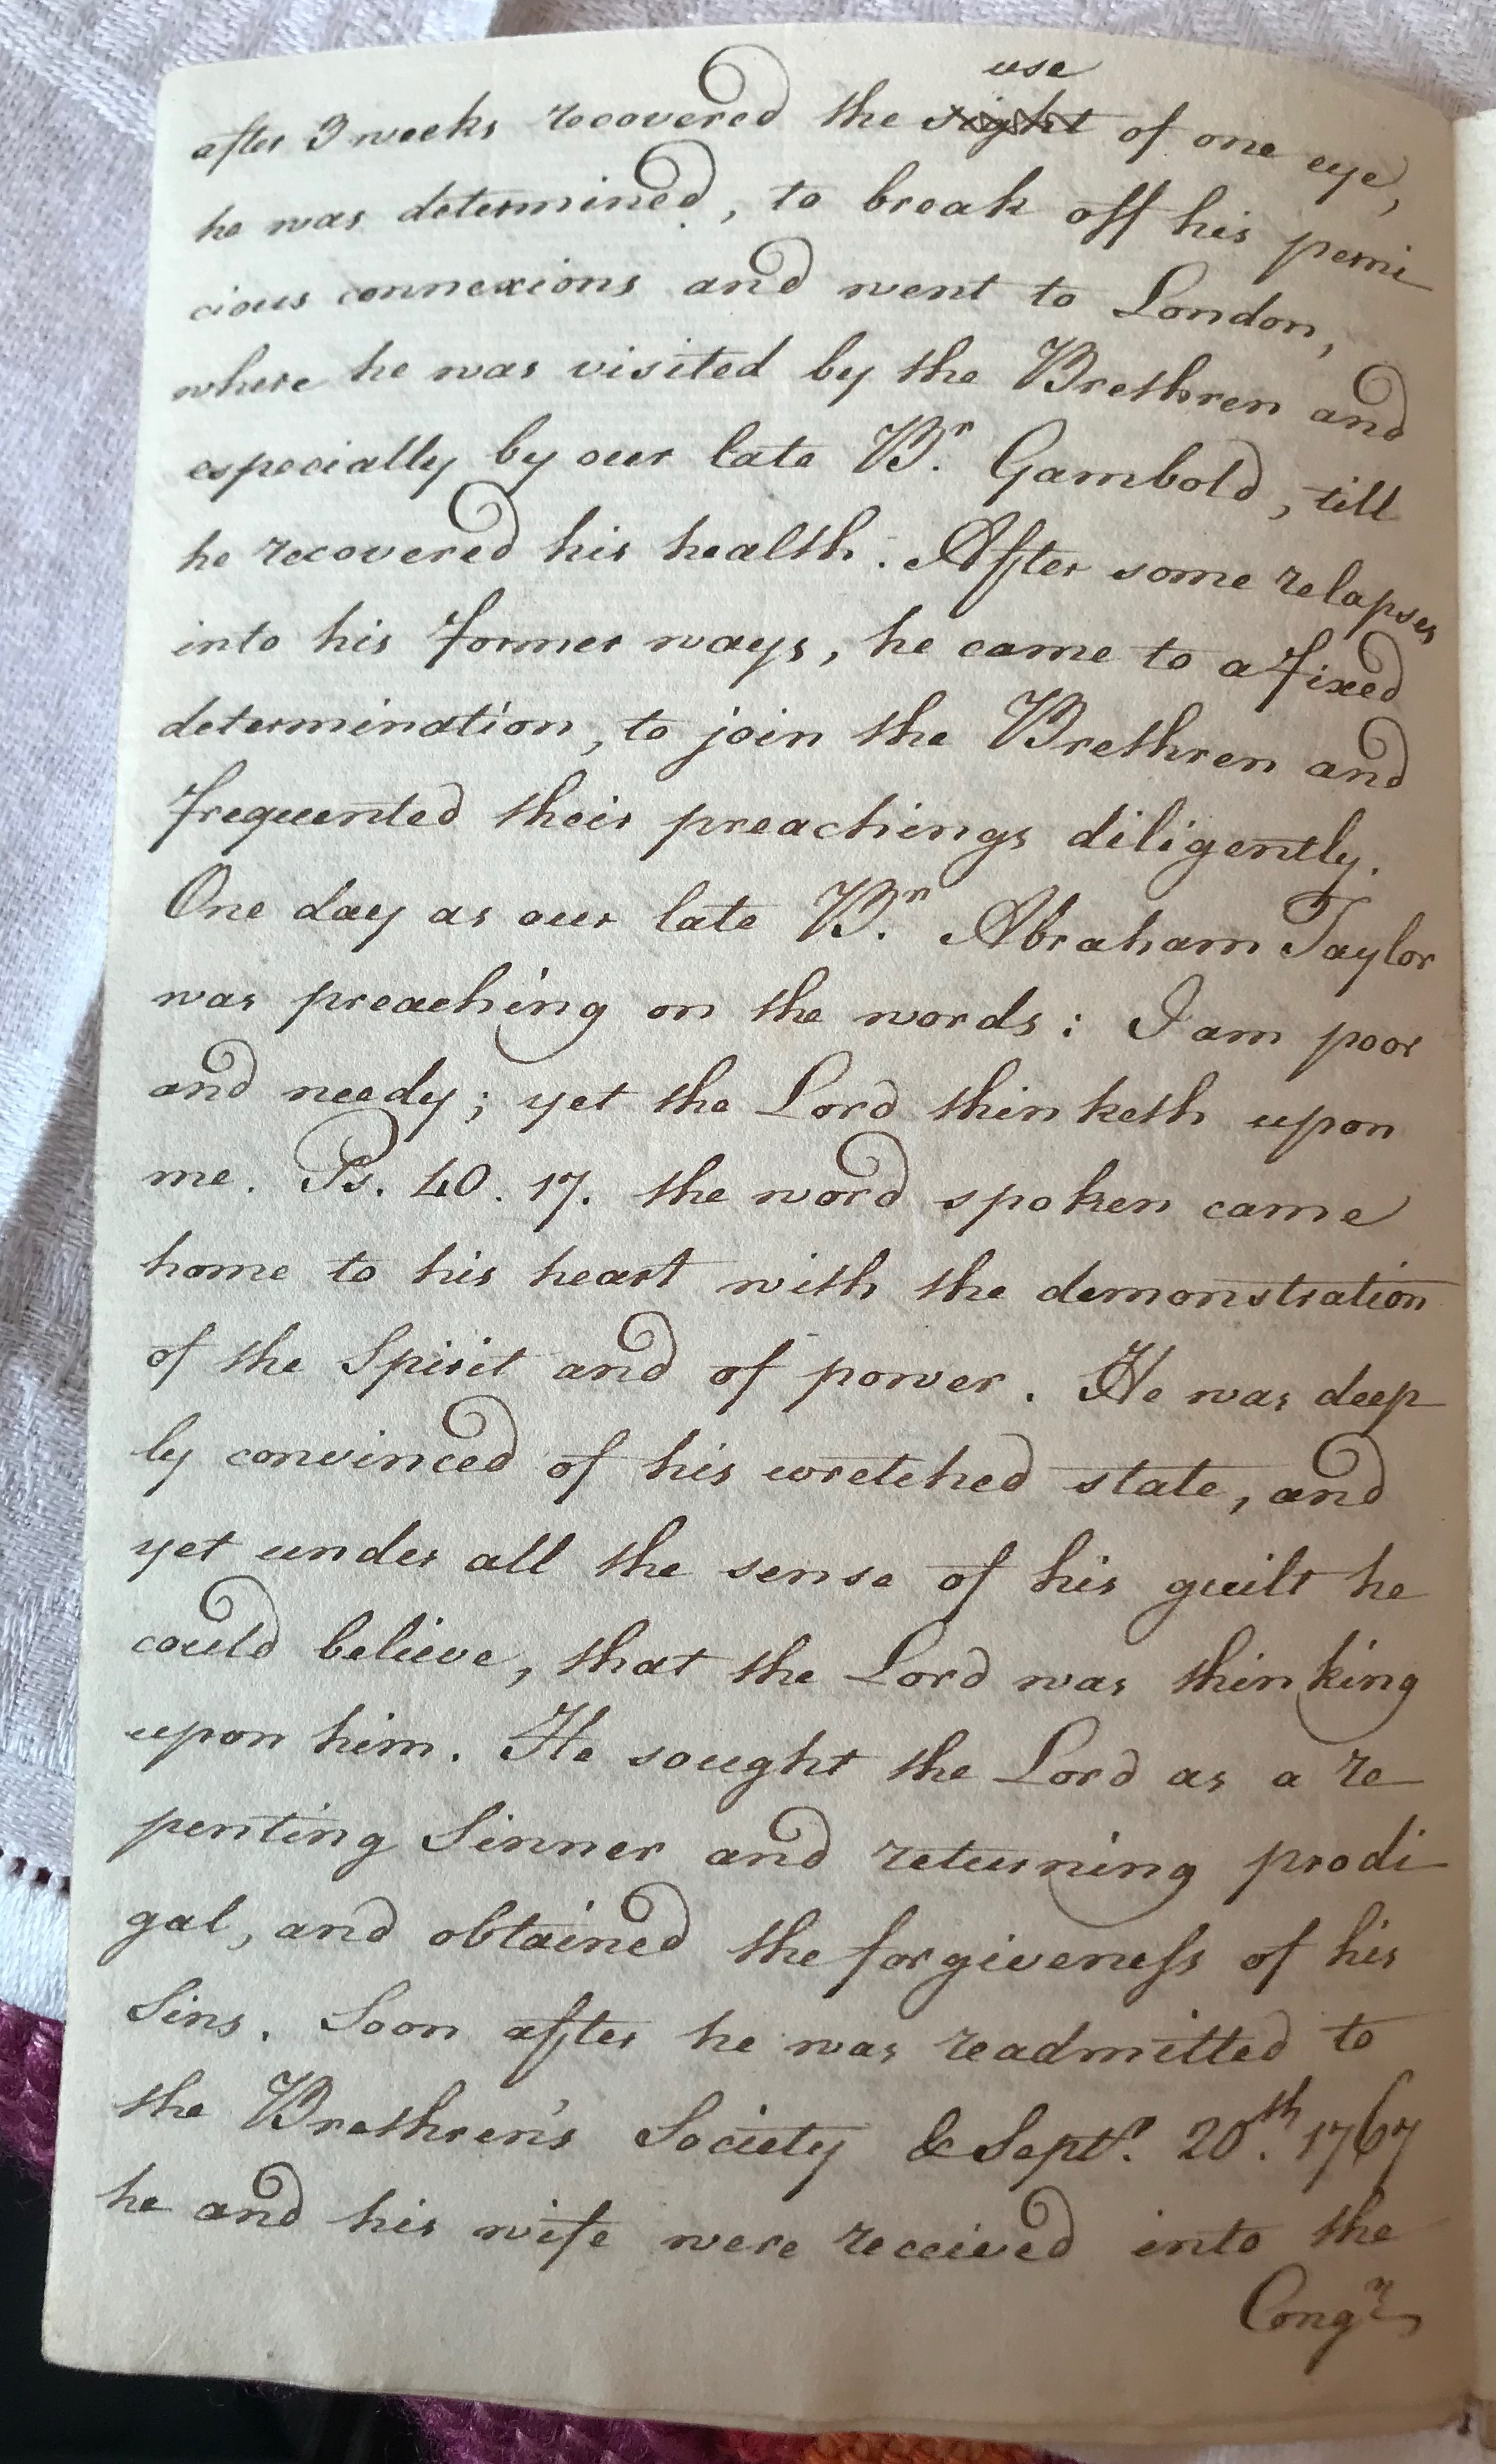 after 3 weeks recovered the sight use of one eye,
he was determined, to break off his perni
cious connexions and went to London,
where he was visited by the Brethren and
especially by our late Br. Gambold, till
he recovered his health. After some relapses
into his former ways, he came to a fixed
determination, to join the Brethren and
frequented their preachings diligently.
One day as our late Br. Abraham Taylor
was preaching on the words: I am poor
and needy; yet the Lord thinketh upon
me. Ps. 40. 17. the word spoken came
home to his heart with the demonstration
of the Spirit and of power. He was deep
ly convinced of his wretched state, and
yet under all the sense of his guilt he
could believe, that the Lord was thinking
upon him. He sought the Lord as a re
penting Sinner and returning prodi
gal, and obtained the forgiveneſs of his
Sins. Soon after he was readmitted to
the Brethren's Society & Septr. 20th. 1767
he and his wife were received into the
Congn